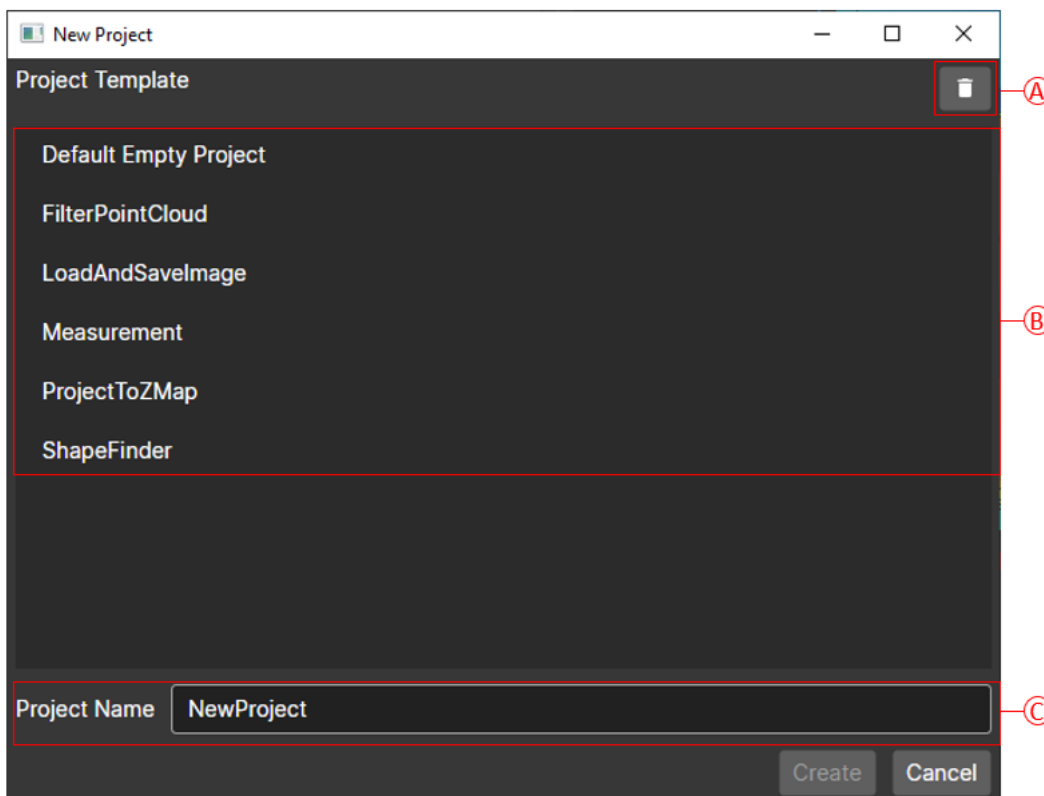 New Project
Project Template
A
Default Empty Project
FilterPointCloud
LoadAndSaveImage
B
Measurement
ProjectToZMap
ShapeFinder
Project Name NewProject
C
Create Cancel